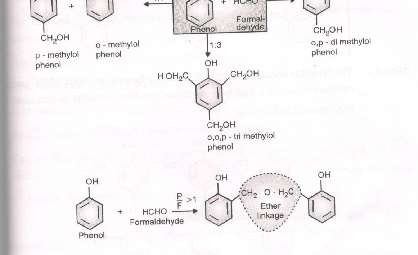 + HCHO
CH₂OH
+
Phenol
Formal-
dehyde
CH₂OH
p - methylol
phenol
o - methylol
phenol
o,p - di methylol
phenol
1:3
OH
HOH₂C
CH₂OH
CH₂OH
o,o,p - tri methylol
phenol
OH
Phenol
+
HCHO
Formaldehyde
P/F >1
OH
CH₂ O - H₂C
Ether
linkage
OH